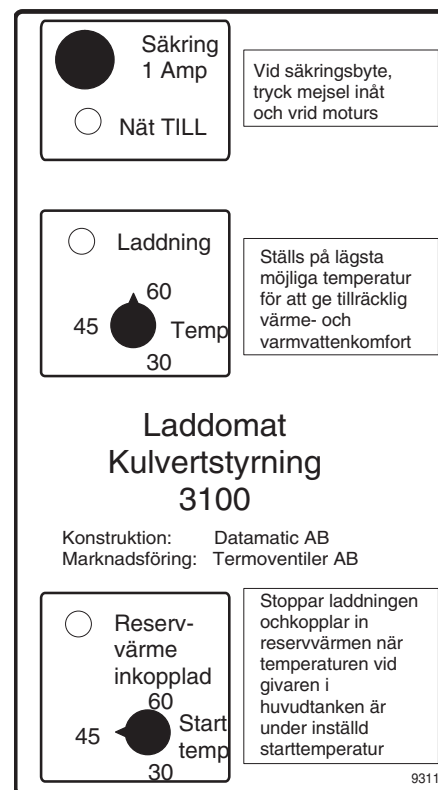 Säkring
1 Amp
Nät TILL
Vid säkringsbyte,
tryck mejsel inåt
och vrid moturs
Laddning
60
45
Temp
30
Ställs på lägsta
möjliga temperatur
för att ge tillräcklig
värme- och
varmvattenkomfort
Laddomat
Kulvertstyrning
3100
Konstruktion: Datamatic AB
Marknadsföring: Termoventiler AB
Reserv-
värme
inkopplad
60
45
Start
temp
30
Stoppar laddningen
ochkopplar in
reservvärmen när
temperaturen vid
givaren i
huvudtanken är
under inställd
starttemperatur
9311